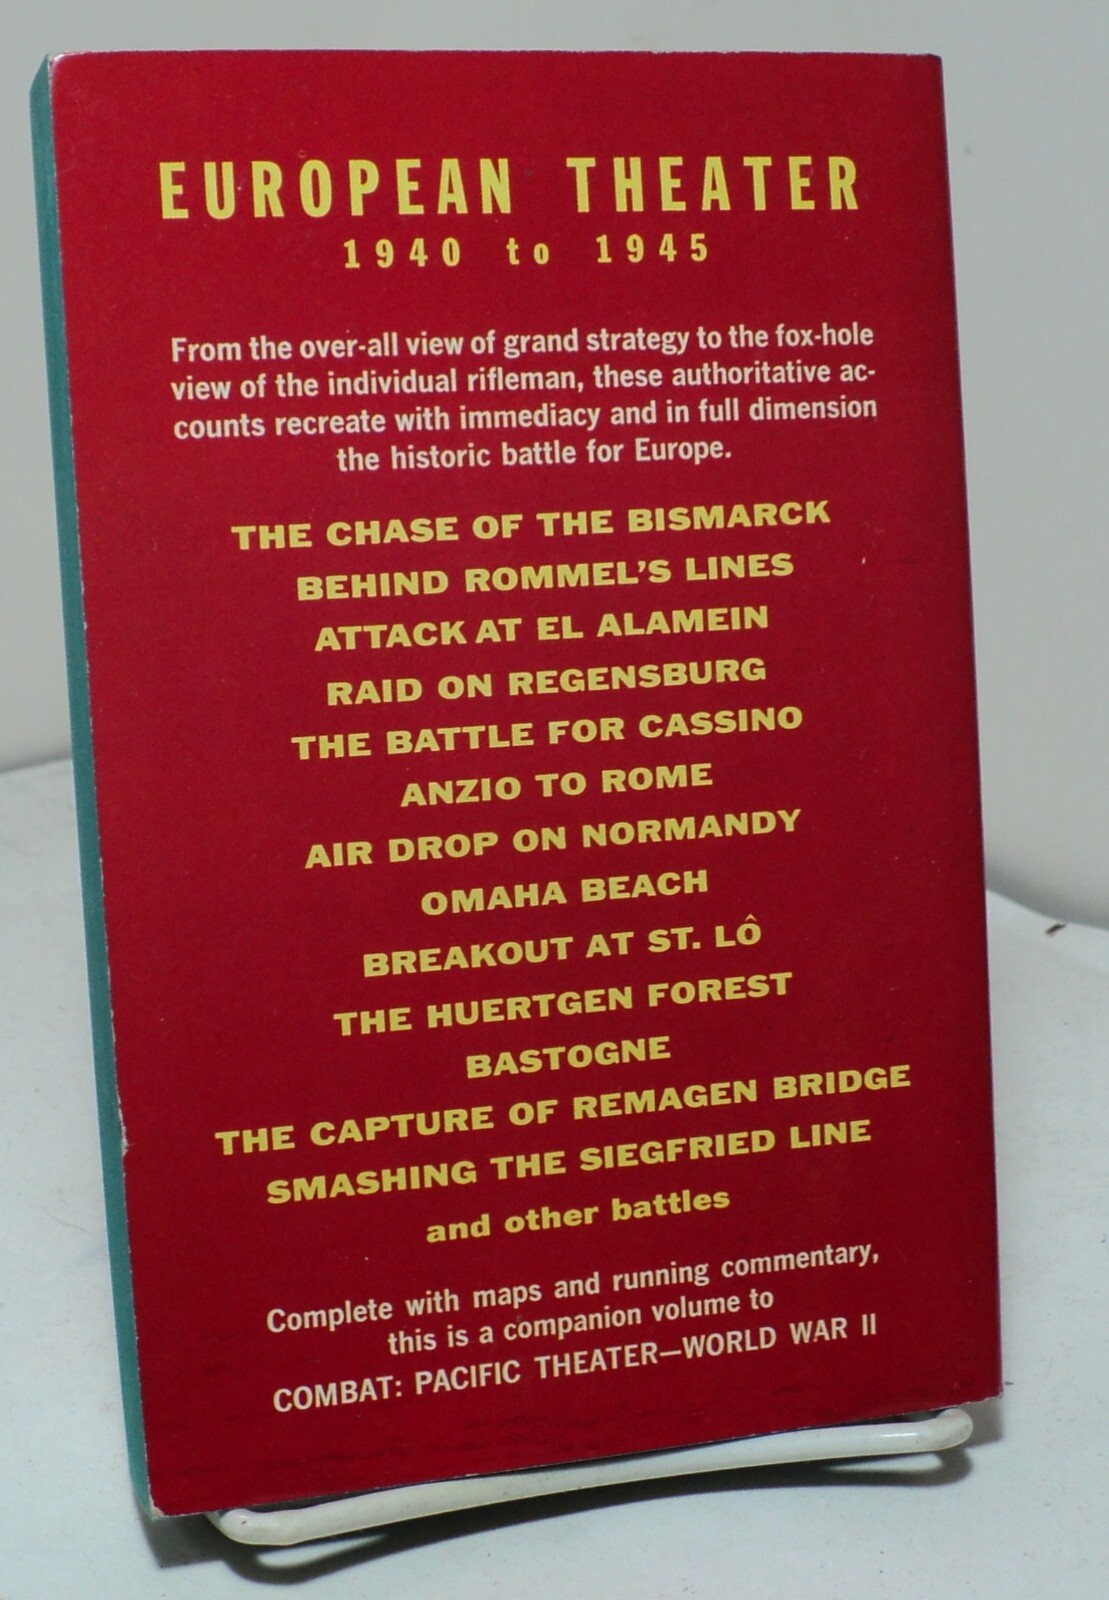 EUROPEAN THEATER
1940 to 1945
From the over-all view of grand strategy to the fox-hole
view of the individual rifleman, these authoritative ac-
counts recreate with immediacy and in full dimension
the historic battle for Europe.
THE CHASE OF THE BISMARCK
BEHIND ROMMEL'S LINES
ATTACK AT EL ALAMEIN
RAID ON REGENSBURG
THE BATTLE FOR CASSINO
ANZIO TO ROME
AIR DROP ON NORMANDY
OMAHA BEACH
BREAKOUT AT ST. LÔ
THE HUERTGEN FOREST
BASTOGNE
THE CAPTURE OF REMAGEN BRIDGE
SMASHING THE SIEGFRIED LINE
and other battles
Complete with maps and running commentary,
this is a companion volume to
COMBAT: PACIFIC THEATER—WORLD WAR II